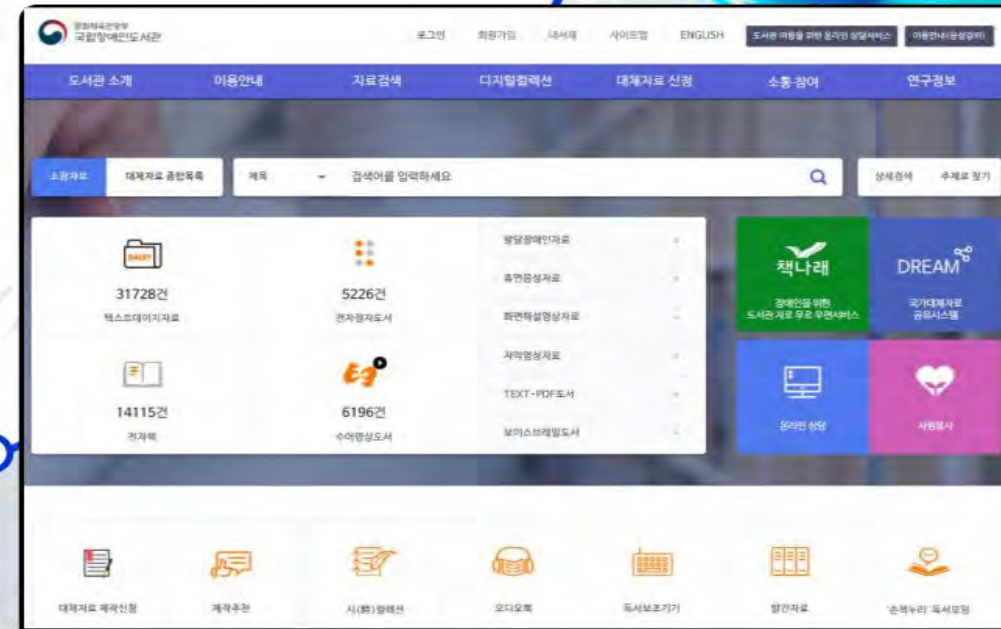 문화체육관광부
국립장애인도서관
로그인 회원가입 내서재 사이트맵 ENGLISH 도서관 이용을 위한 온라인 상담서비스 이용안내(음성감비)
도서관 소개 이용안내 자료검색 디지털컬렉션 대체자료 신청 소통·참여 연구정보
소장자료 대체자료 종합목록 제목 검색어를 입력하세요 상세검색 주제로 찾기
DAISY
31728건
텍스트데이지자료
5226건
전자점자도서
14115건
전자북
6196건
수어영상도서
발달장애인자료
녹면음성자료
화면해설영상자료
자막영상자료
TEXT-PDF도서
보이스브레일도서
책나래
장애인을 위한
도서관 자료 무료 우편서비스
DREAM
국가대체자료
공유시스템
온라인 상담
자원봉사
대체자료 제작신청 제작추천 시(詩)컬렉션 오디오북 독서보조기기 발간자료 '손책누리' 독서모임